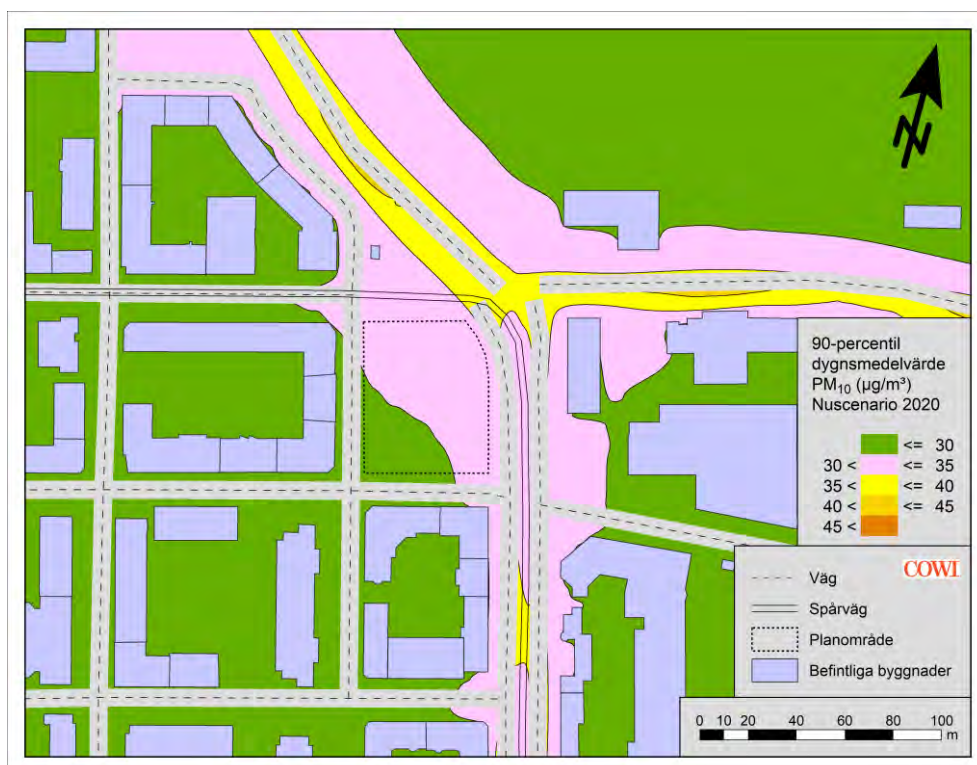 90-percentil
dygnsmedelvärde
PM₁₀ (µg/m³)
Nuscenario 2020
<= 30
30 < <= 35
35 < <= 40
40 < <= 45
45 <
COWI
Väg
Spårväg
Planområde
Befintliga byggnader
0 10 20 40 60 80 100
m
N